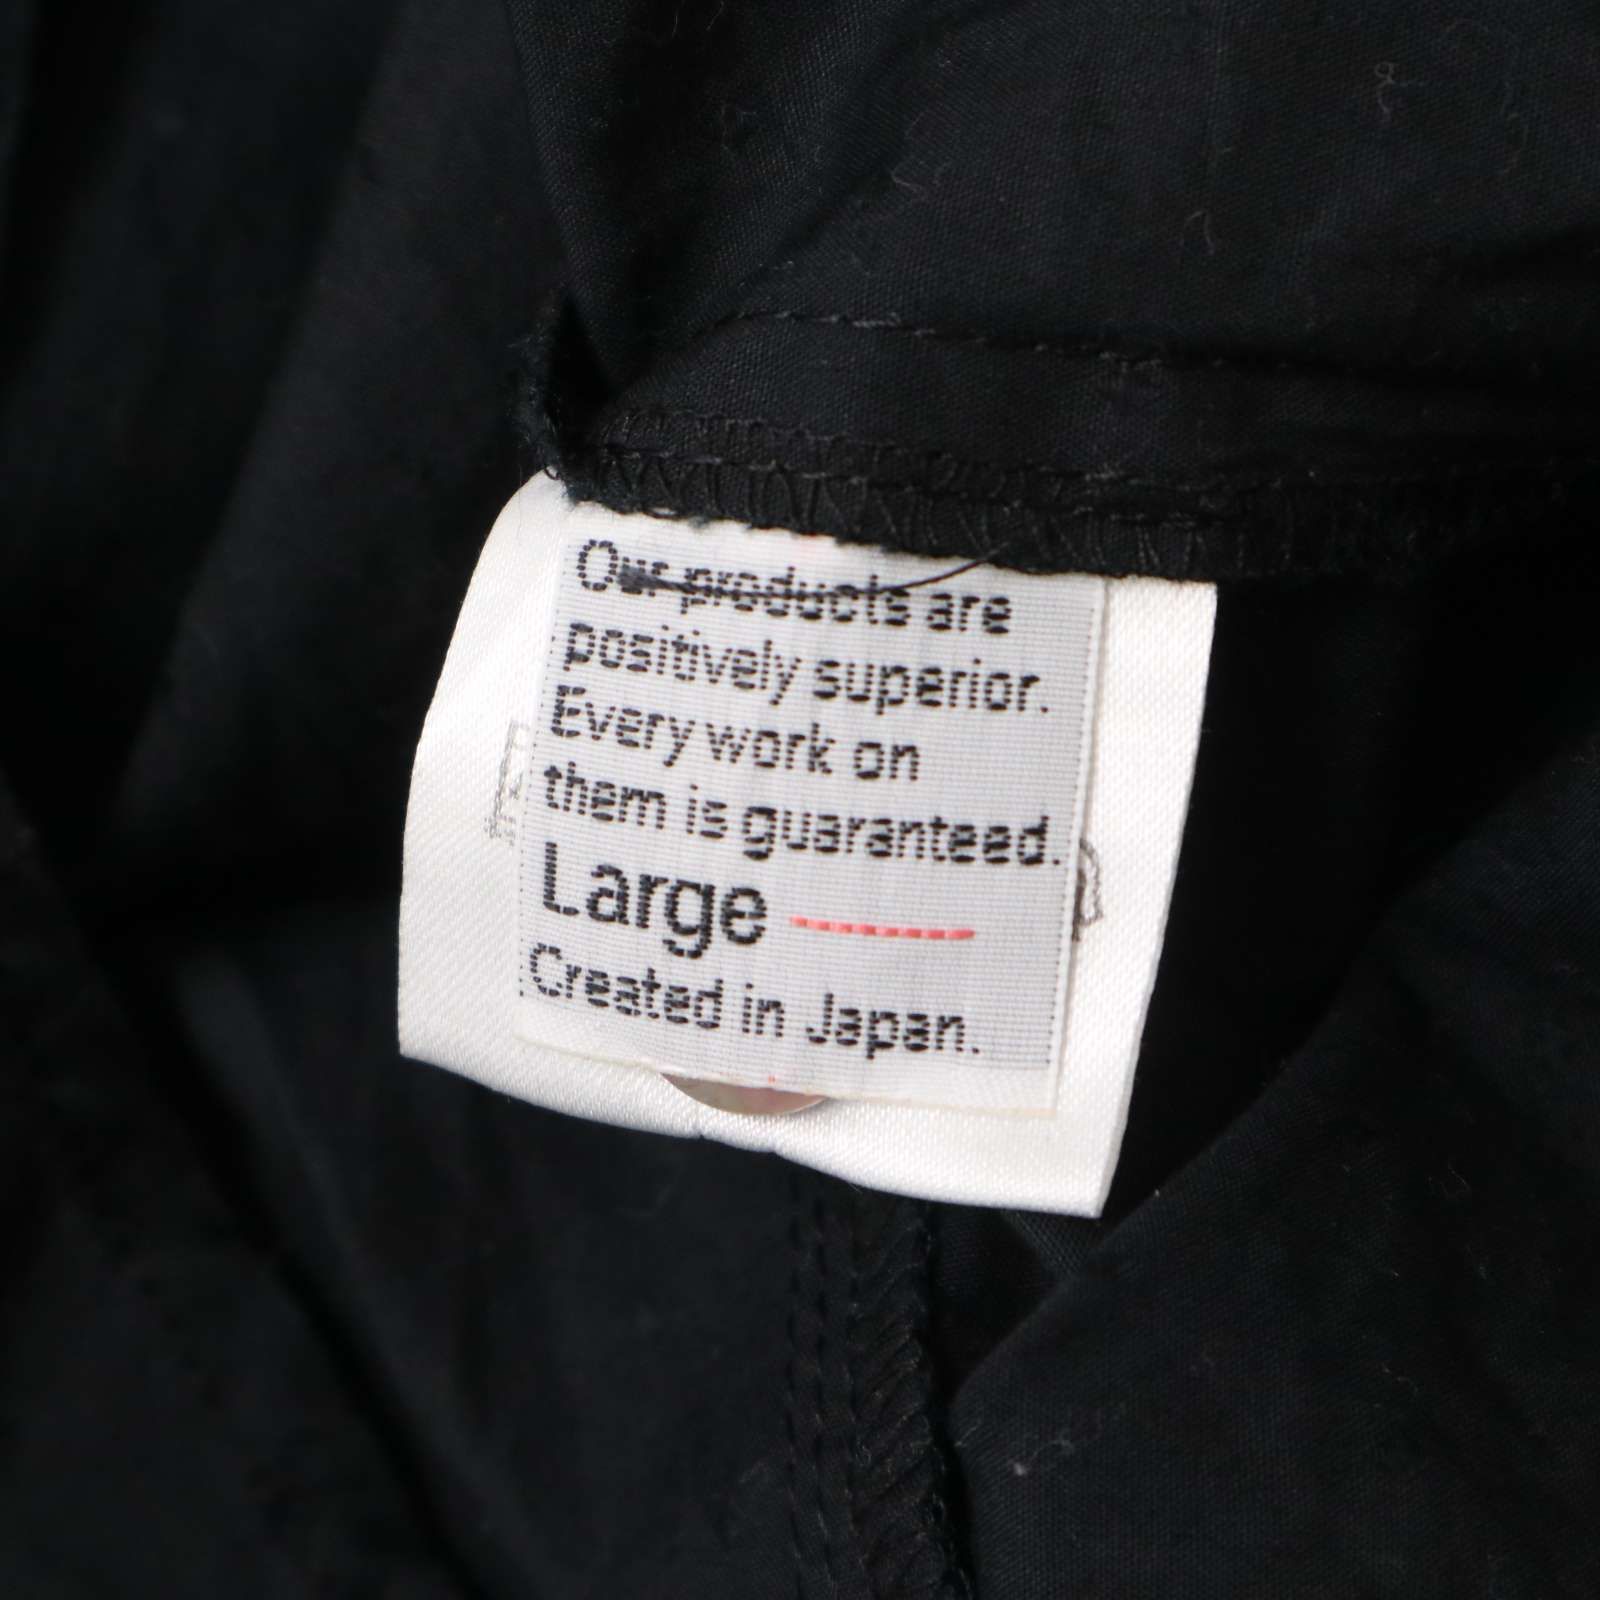 Our products are
positively superior.
Every work on
them is guaranteed.
Large
Created in Japan.